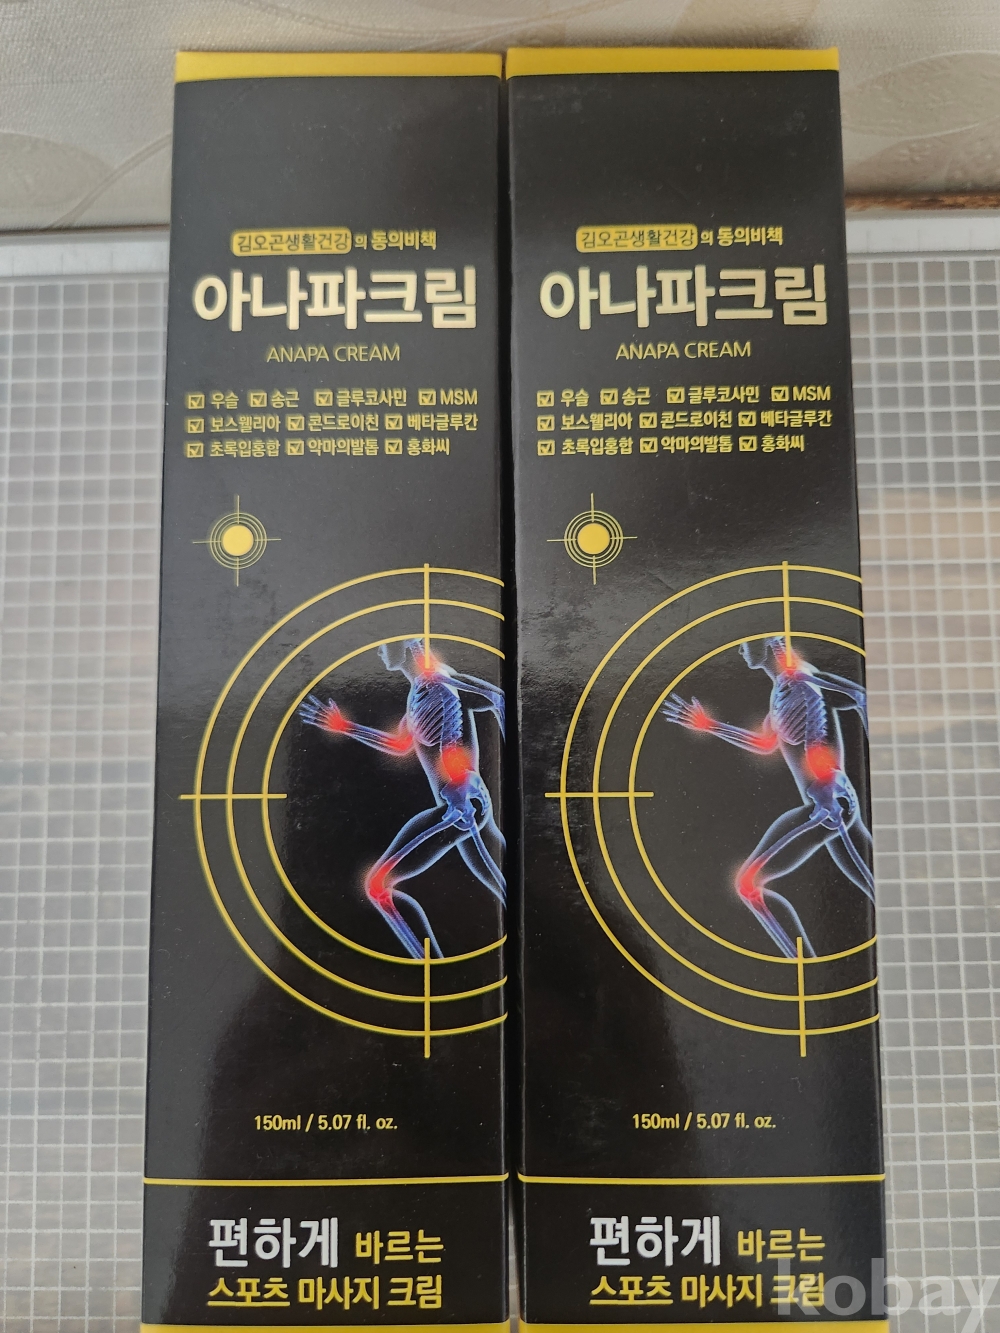 김오곤생활건강의 동의비책
아나파크림
ANAPA CREAM
우슬 송근 글루코사민 MSM
보스웰리아 콘드로이친 베타글루칸
초록입홍합 악마의발톱 홍화씨
150ml / 5.07 fl. oz.
편하게 바르는
스포츠 마사지 크림
김오곤생활건강의 동의비책
아나파크림
ANAPA CREAM
우슬 송근 글루코사민 MSM
보스웰리아 콘드로이친 베타글루칸
초록입홍합 악마의발톱 홍화씨
150ml / 5.07 fl. oz.
편하게 바르는
스포츠 마사지 크림
kobay